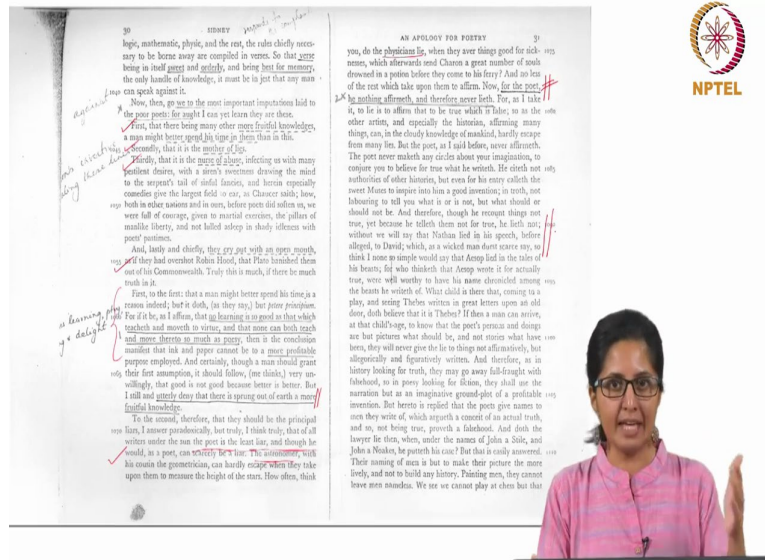 30 SIDNEY
logic, mathematic, physic, and the rest, the rules chiefly neces-
sary to be borne away are compiled in verses. So that verse
being in itself sweet and orderly, and being best for memory,
the only handle of knowledge, it must be in jest that any man
1040 can speak against it.
Now, then, go we to the most important imputations laid to
the poor poets: for aught I can yet learn they are these.
First, that there being many other more fruitful knowledges,
a man might better spend his time in them than in this.
1045 Secondly, that it is the mother of lies.
Thirdly, that it is the nurse of abuse, infecting us with many
pestilent desires, with a siren's sweetness drawing the mind
to the serpent's tail of sinful fancies, and herein especially
comedies give the largest field to ear, as Chaucer saith; how,
1050 both in other nations and in ours, before poets did soften us, we
were full of courage, given to martial exercises, the pillars of
manlike liberty, and not lulled asleep in shady idleness with
poets' pastimes.
And, lastly and chiefly, they cry out with an open mouth,
1055 as if they had overshot Robin Hood, that Plato banished them
out of his Commonwealth. Truly this is much, if there be much
truth in it.
First, to the first: that a man might better spend his time is a
reason indeed; but it doth, (as they say,) but petere principium.
For if it be, as I affirm, that no learning is so good as that which
teacheth and moveth to virtue, and that none can both teach
and move thereto so much as poesy, then is the conclusion
manifest that ink and paper cannot be to a more profitable
purpose employed. And certainly, though a man should grant
1065 their first assumption, it should follow, (me thinks,) very un-
willingly, that good is not good because better is better. But
I still and utterly deny that there is sprung out of earth a more
fruitful knowledge.
To the second, therefore, that they should be the principal
1070 liars, I answer paradoxically, but truly, I think truly, that of all
writers under the sun the poet is the least liar, and though he
would, as a poet, can scarcely be a liar. The astronomer, with
his cousin the geometrician, can hardly escape when they take
upon them to measure the height of the stars. How often, think
against
as learning
delight
AN APOLOGY FOR POETRY 31
you, do the physicians lie, when they aver things good for sick- 1075
nesses, which afterwards send Charon a great number of souls
drowned in a potion before they come to his ferry? And no less
of the rest which take upon them to affirm. Now, for the poet,
he nothing affirmeth, and therefore never lieth. For, as I take
it, to lie is to affirm that to be true which is false; so as the 1080
other artists, and especially the historian, affirming many
things, can, in the cloudy knowledge of mankind, hardly escape
from many lies. But the poet, as I said before, never affirmeth.
The poet never maketh any circles about your imagination, to
conjure you to believe for true what he writeth. He citeth not 1085
authorities of other histories, but even for his entry calleth the
sweet Muses to inspire into him a good invention; in troth, not
labouring to tell you what is or is not, but what should or
should not be. And therefore, though he recount things not
true, yet because he telleth them not for true, he lieth not;
without we will say that Nathan lied in his speech, before
alleged, to David; which, as a wicked man durst scarce say, so
think I none so simple would say that Aesop lied in the tales of
his beasts; for who thinketh that Aesop wrote it for actually
true, were well worthy to have his name chronicled among 1095
the beasts he writeth of. What child is there that, coming to a
play, and seeing Thebes written in great letters upon an old
door, doth believe that it is Thebes? If then a man can arrive,
at that child's-age, to know that the poet's persons and doings
are but pictures what should be, and not stories what have 1100
been, they will never give the lie to things not affirmatively, but
allegorically and figuratively written. And therefore, as in
history looking for truth, they may go away full-fraught with
falsehood, so in poesy looking for fiction, they shall use the
narration but as an imaginative ground-plot of a profitable 1105
invention. But hereto is replied that the poets give names to
men they write of, which argueth a conceit of an actual truth,
and so, not being true, proveth a falsehood. And doth the
lawyer lie then, when, under the names of John a Stile, and
John a Noakes, he putteth his case? But that is easily answered.
Their naming of men is but to make their picture the more
lively, and not to build any history. Painting men, they cannot
leave men nameless. We see we cannot play at chess but that
NPTEL